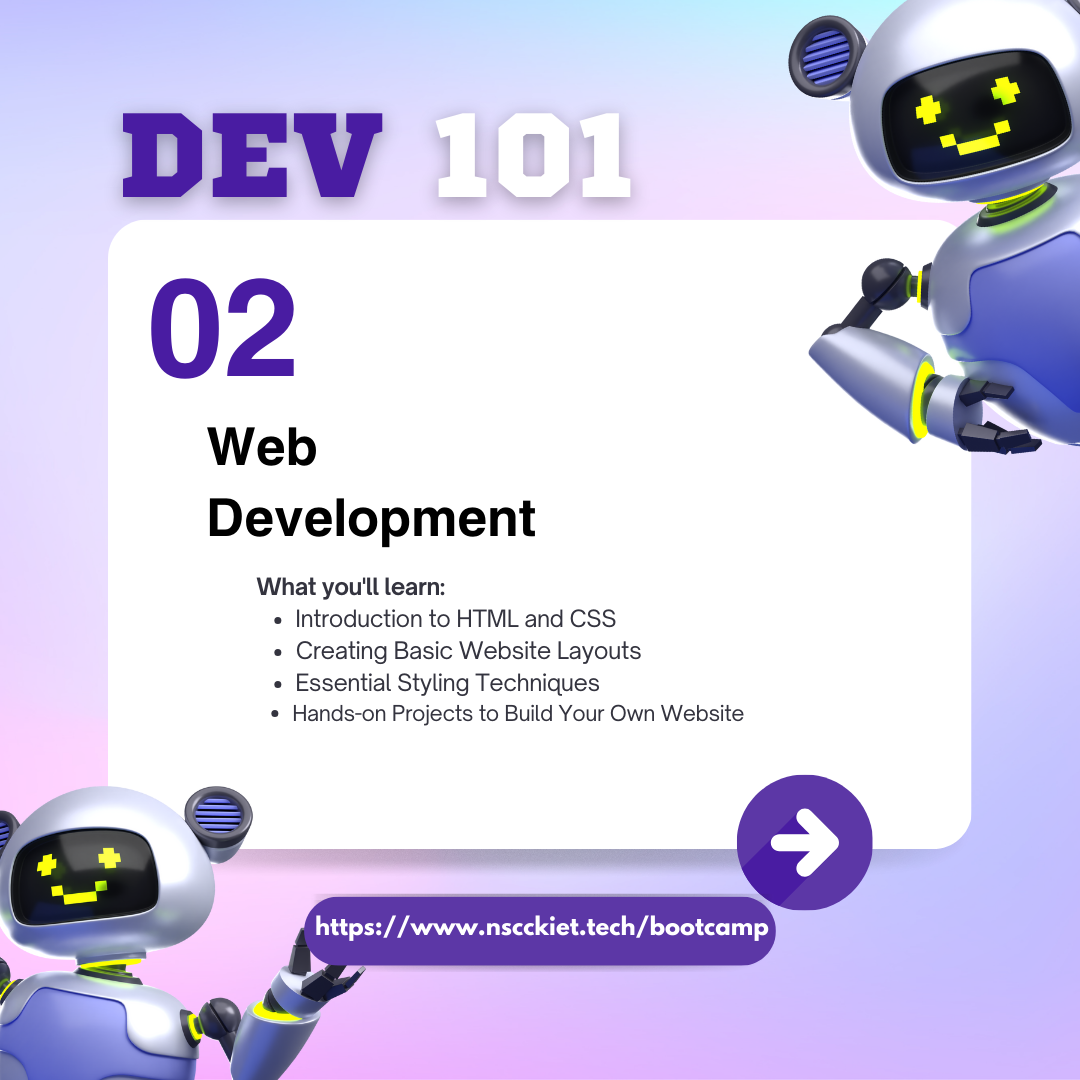 DEV 101
02
Web
Development
What you'll learn:
• Introduction to HTML and CSS
• Creating Basic Website Layouts
• Essential Styling Techniques
• Hands-on Projects to Build Your Own Website
https://www.nscckiet.tech/bootcamp